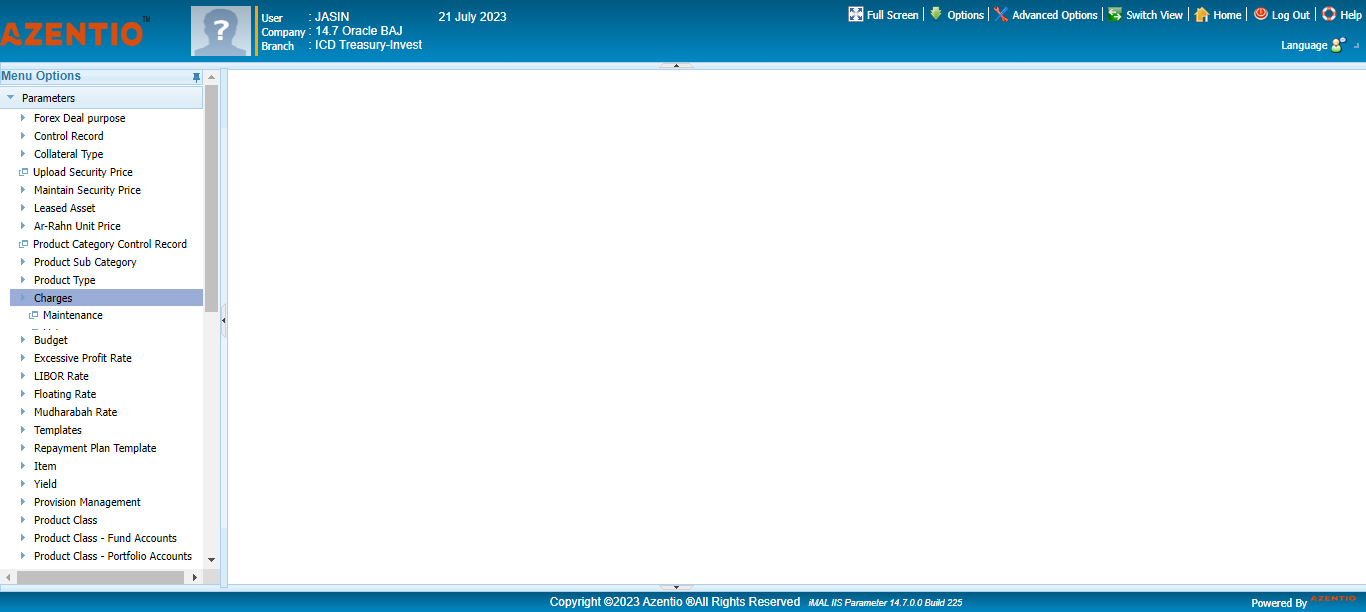 AZENTIO™
User : JASIN 21 July 2023
Company : 14.7 Oracle BAJ
Branch : ICD Treasury-Invest
Full Screen Options Advanced Options Switch View Home Log Out Help
Language
Menu Options
Parameters
Forex Deal purpose
Control Record
Collateral Type
Upload Security Price
Maintain Security Price
Leased Asset
Ar-Rahn Unit Price
Product Category Control Record
Product Sub Category
Product Type
Charges
Maintenance
Budget
Excessive Profit Rate
LIBOR Rate
Floating Rate
Mudharabah Rate
Templates
Repayment Plan Template
Item
Yield
Provision Management
Product Class
Product Class - Fund Accounts
Product Class - Portfolio Accounts
Copyright ©2023 Azentio ®All Rights Reserved iMAL IIS Parameter 14.7.0.0 Build 225
Powered By AZENTIO